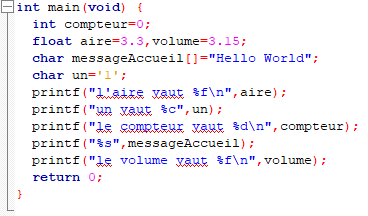 int main(void) {
int compteur=0;
float aire=3.3,volume=3.15;
char messageAccueil[]="Hello World";
char un='1';
printf("l'aire vaut %f\n",aire);
printf("un vaut %c",un);
printf("le compteur vaut %d\n",compteur);
printf("%s",messageAccueil);
printf("le volume vaut %f\n",volume);
return 0;
}